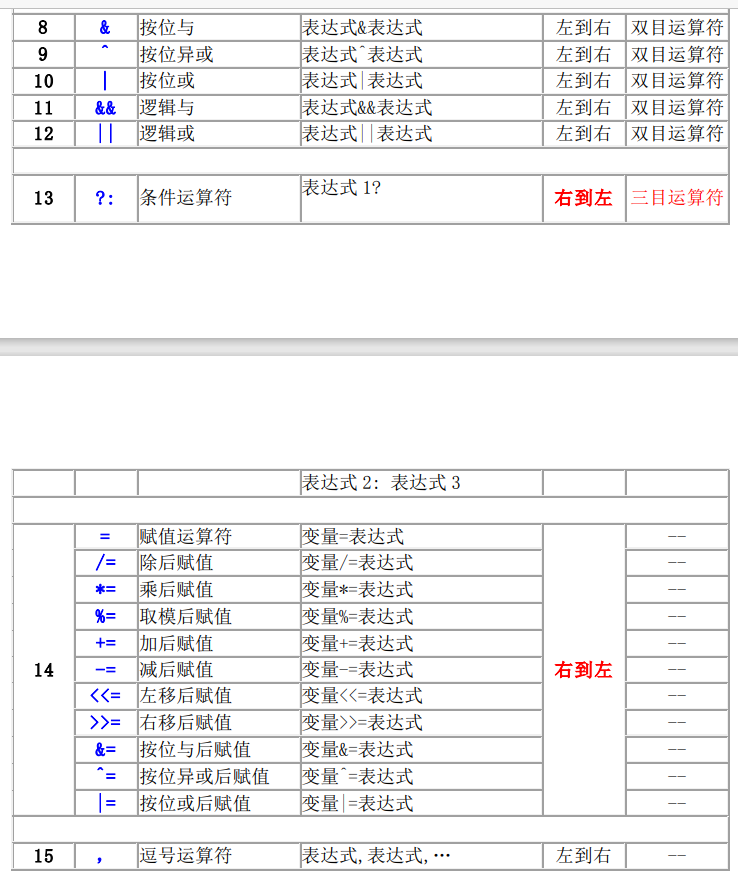 8 & 按位与 表达式&表达式 左到右 双目运算符
9 ^ 按位异或 表达式^表达式 左到右 双目运算符
10 | 按位或 表达式|表达式 左到右 双目运算符
11 && 逻辑与 表达式&&表达式 左到右 双目运算符
12 || 逻辑或 表达式||表达式 左到右 双目运算符
13 ?: 条件运算符 表达式 1? 右到左 三目运算符
表达式 2: 表达式 3
= 赋值运算符 变量=表达式 --
/= 除后赋值 变量/=表达式 --
*= 乘后赋值 变量*=表达式 --
%= 取模后赋值 变量%=表达式 --
+= 加后赋值 变量+=表达式 --
14 -= 减后赋值 变量-=表达式 右到左 --
<<= 左移后赋值 变量<<=表达式 --
>>= 右移后赋值 变量>>=表达式 --
&= 按位与后赋值 变量&=表达式 --
^= 按位异或后赋值 变量^=表达式 --
|= 按位或后赋值 变量|=表达式 --
15 , 逗号运算符 表达式,表达式,… 左到右 --